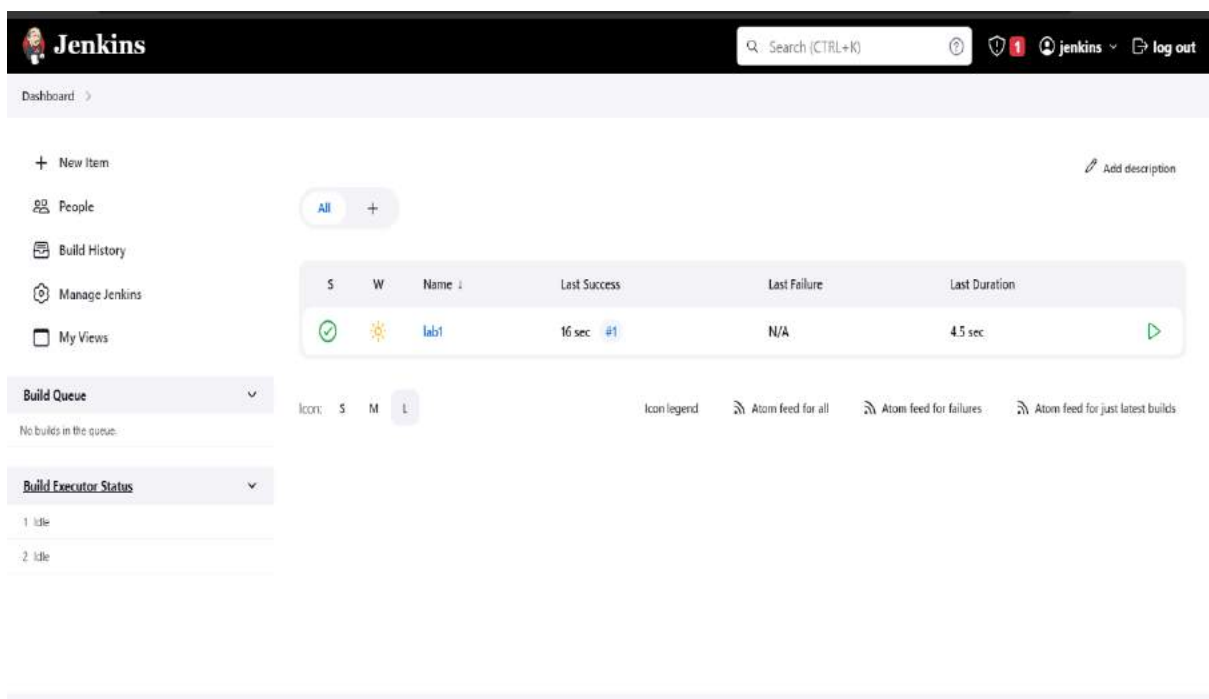 Jenkins
Search (CTRL+K)
1
jenkins
log out
Dashboard
New Item
People
Build History
Manage Jenkins
My Views
Build Queue
No builds in the queue.
Build Executor Status
1 Idle
2 Idle
Add description
All +
S W Name ↓ Last Success Last Failure Last Duration
lab1 16 sec #1 N/A 4.5 sec
Icon: S M L
Icon legend
Atom feed for all
Atom feed for failures
Atom feed for just latest builds